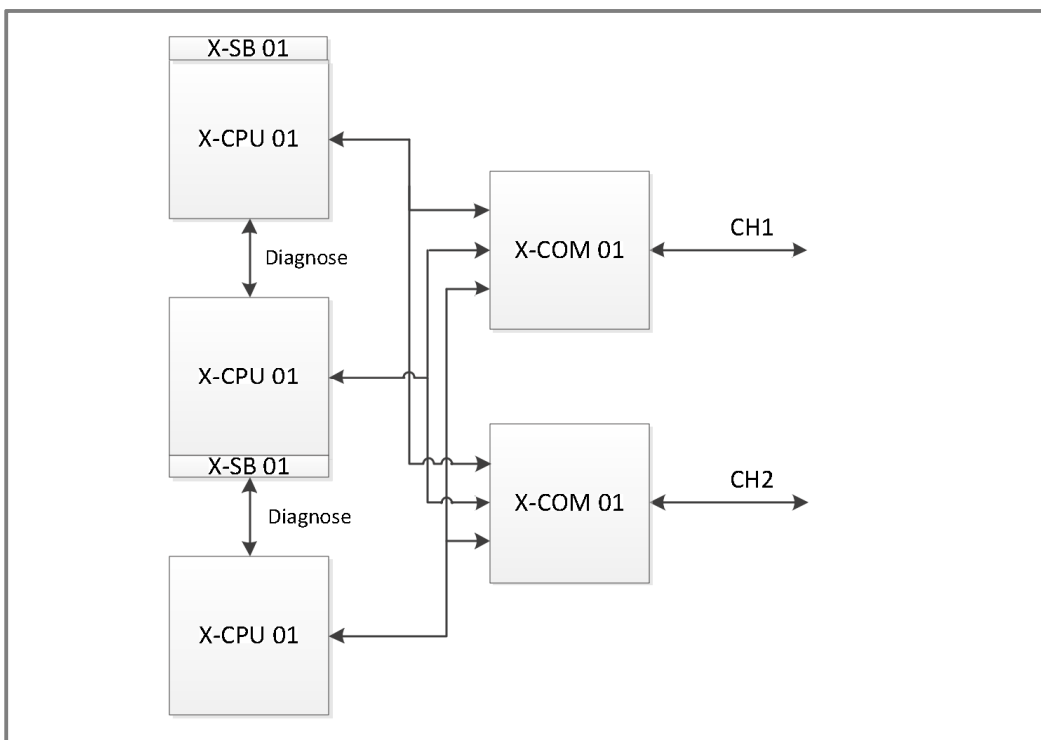 X-SB 01
X-CPU 01
Diagnose
X-CPU 01
X-SB 01
Diagnose
X-CPU 01
X-COM 01
CH1
X-COM 01
CH2